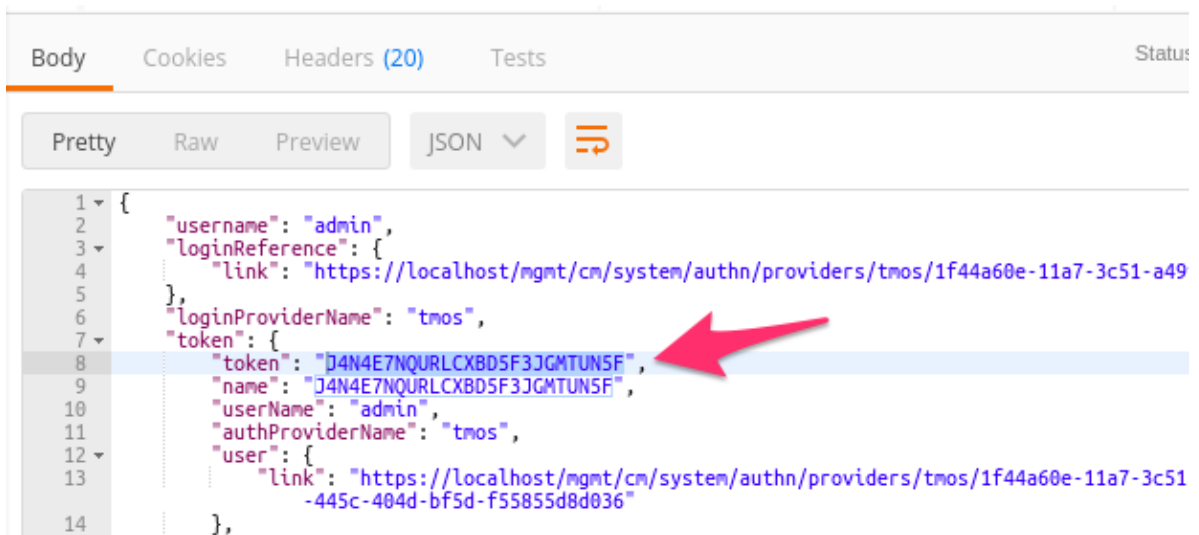 Body Cookies Headers (20) Tests Status
Pretty Raw Preview JSON
1 {
2 "username": "admin",
3 "loginReference": {
4 "link": "https://localhost/mgmt/cm/system/authn/providers/tmos/1f44a60e-11a7-3c51-a49
5 },
6 "loginProviderName": "tmos",
7 "token": {
8 "token": "J4N4E7NQURLCXBD5F3JGMTUN5F",
9 "name": "J4N4E7NQURLCXBD5F3JGMTUN5F",
10 "userName": "admin",
11 "authProviderName": "tmos",
12 "user": {
13 "link": "https://localhost/mgmt/cm/system/authn/providers/tmos/1f44a60e-11a7-3c51
-445c-404d-bf5d-f55855d8d036"
14 },